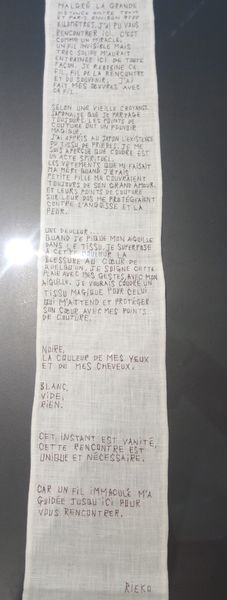 MALGRÉ LA GRANDE
DISTANCE ENTRE
ET PARIS ENVIRON
KILOMÈTRES, J'AI PU VOUS
RENCONTRER ICI. C'EST
COMME UN MIRACLE.
UN FIL INVISIBLE MAIS
TRÈS SOLIDE M'AURAIT
ENTRAÎNÉE ICI DE TOUTE
FAÇON. JE
FIL, FIL DE LA RENCONTRE
ET DU SOUVENIR, J'AI
FAIT MES ŒUVRES AVEC
CE FIL.
SELON UNE VIEILLE CROYANCE
JAPONAISE QUE JE PARTAGE
TOUJOURS, LES POINTS DE
COUTURE ONT UN POUVOIR
MAGIQUE.
J'AI APPRIS AU JAPON L'EXISTENCE
DU TISSU DE PRIÈRES. JE ME
SUIS APERÇUE QUE COUDRE EST
UN ACTE SPIRITUEL.
LES VÊTEMENTS QUE ME FAISAIT
MA MÈRE QUAND J'ÉTAIS
PETITE FILLE ME COUVRAIENT
TOUJOURS DE SON GRAND AMOUR,
ET LEURS POINTS DE COUTURE
SUR LEUR DOS ME PROTÉGEAIENT
CONTRE L'ANGOISSE ET LA
PEUR.
UNE DOULEUR...
QUAND JE PIQUE MON AIGUILLE
DANS LE TISSU, JE SUPERPOSE
À CETTE DOULEUR LA
BLESSURE AU CŒUR DE
QUELQU'UN. JE SOIGNE CETTE
PLAIE AVEC MES GESTES, AVEC MON
AIGUILLE. JE VOUDRAIS COUDRE UN
TISSU MAGIQUE POUR CELUI
QUI M'ATTEND ET PROTÉGER
SON CŒUR AVEC MES POINTS
DE COUTURE.
NOIRE,
LA COULEUR DE MES YEUX
ET DE MES CHEVEUX.
BLANC,
VIDE,
RIEN.
CET INSTANT EST VANITÉ,
CETTE RENCONTRE EST
UNIQUE ET NÉCESSAIRE.
CAR UN FIL IMMACULÉ M'A
GUIDÉE JUSQU'ICI POUR
VOUS RENCONTRER.
RIEKO